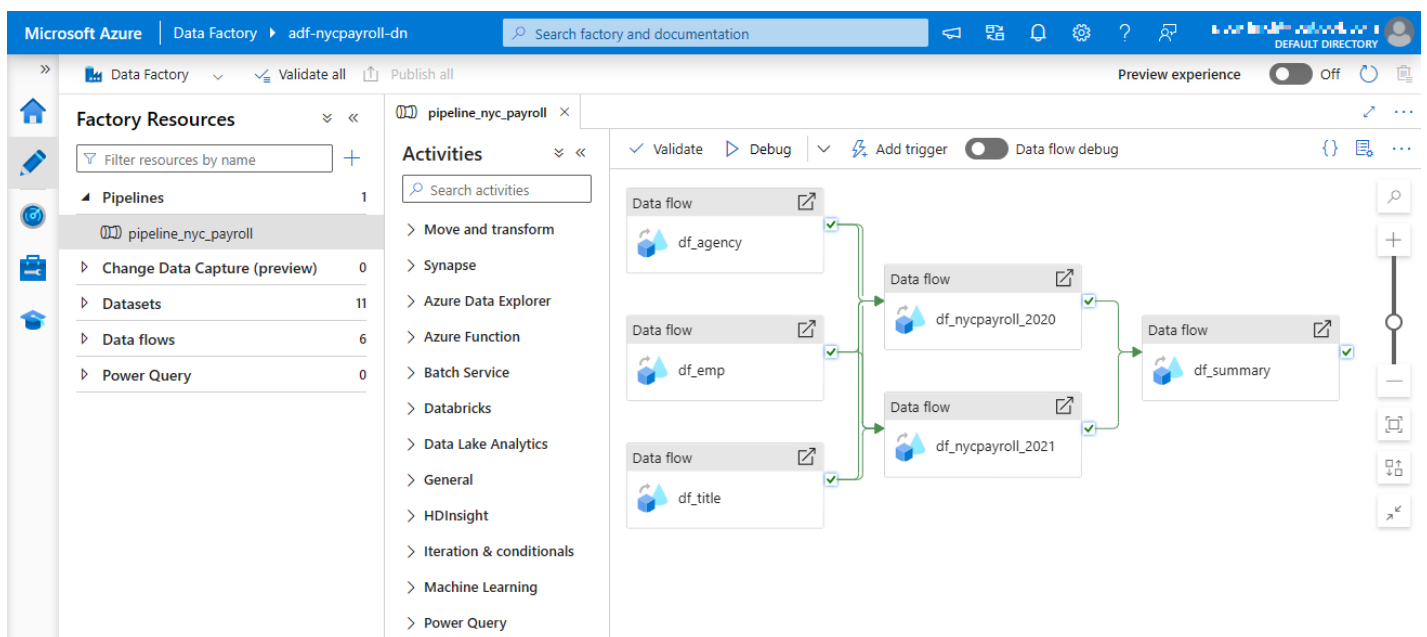 Microsoft Azure Data Factory adf-nycpayroll-dn Search factory and documentation
DEFAULT DIRECTORY
Data Factory Validate all Publish all Preview experience Off
Factory Resources
Filter resources by name
Pipelines 1
pipeline_nyc_payroll
Change Data Capture (preview) 0
Datasets 11
Data flows 6
Power Query 0
pipeline_nyc_payroll
Activities
Search activities
Move and transform
Synapse
Azure Data Explorer
Azure Function
Batch Service
Databricks
Data Lake Analytics
General
HDInsight
Iteration & conditionals
Machine Learning
Power Query
Validate Debug Add trigger Data flow debug
Data flow
df_agency
Data flow
df_emp
Data flow
df_title
Data flow
df_nycpayroll_2020
Data flow
df_nycpayroll_2021
Data flow
df_summary